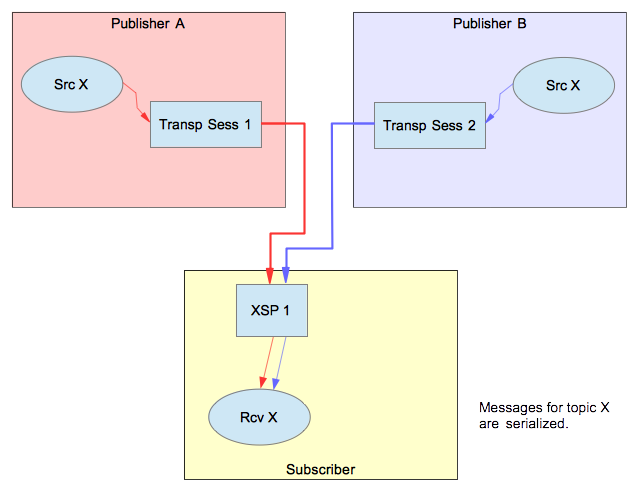 Publisher A
Publisher B
Src X
Src X
Transp Sess 1
Transp Sess 2
XSP 1
Rcv X
Messages for topic X
are serialized.
Subscriber